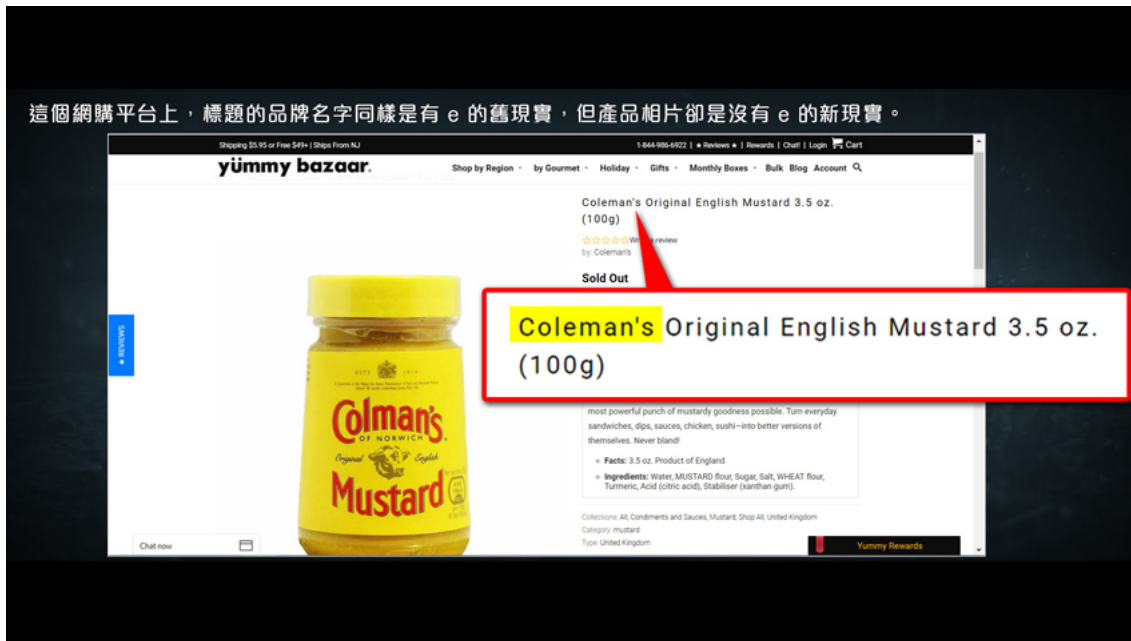 這個網購平台上，標題的品牌名字同樣是有 e 的舊現實，但產品相片卻是沒有 e 的新現實。
Shipping $5.95 or Free $49+ | Ships From NJ
1-844-986-6922 | ★ Reviews ★ | Rewards | Chat! | Login Cart
yümmy bazaar.
Shop by Region by Gourmet Holiday Gifts Monthly Boxes Bulk Blog Account
Coleman's Original English Mustard 3.5 oz.
(100g)
review
by: Coleman's
Sold Out
Coleman's Original English Mustard 3.5 oz.
(100g)
★ REVIEWS
ESTD 1814
Colman's
OF NORWICH
Original English
Mustard
most powerful punch of mustardy goodness possible. Turn everyday
sandwiches, dips, sauces, chicken, sushi—into better versions of
themselves. Never bland!
Facts: 3.5 oz. Product of England
Ingredients: Water, MUSTARD flour, Sugar, Salt, WHEAT flour,
Turmeric, Acid (citric acid), Stabiliser (xanthan gum).
Collections: All, Condiments and Sauces, Mustard, Shop All, United Kingdom
Category: mustard
Type: United Kingdom
Chat now
Yummy Rewards